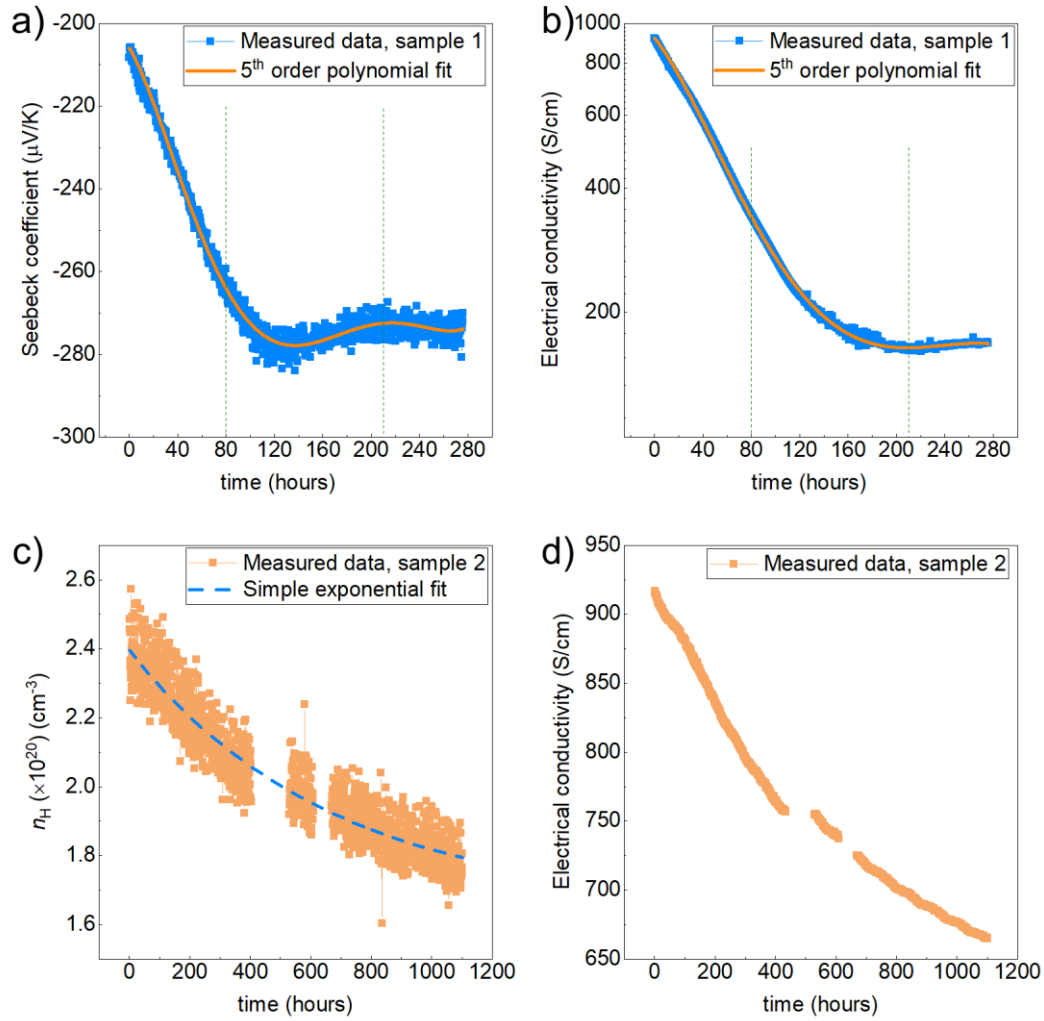 a)
-200
-220
-240
-260
-280
-300
Seebeck coefficient (μV/K)
Measured data, sample 1
5th order polynomial fit
0 40 80 120 160 200 240 280
time (hours)
b)
1000
800
600
400
200
Electrical conductivity (S/cm)
Measured data, sample 1
5th order polynomial fit
0 40 80 120 160 200 240 280
time (hours)
c)
2.6
2.4
2.2
2.0
1.8
1.6
nH (×10²⁰) (cm⁻³)
Measured data, sample 2
Simple exponential fit
0 200 400 600 800 1000 1200
time (hours)
d)
950
900
850
800
750
700
650
Electrical conductivity (S/cm)
Measured data, sample 2
0 200 400 600 800 1000 1200
time (hours)